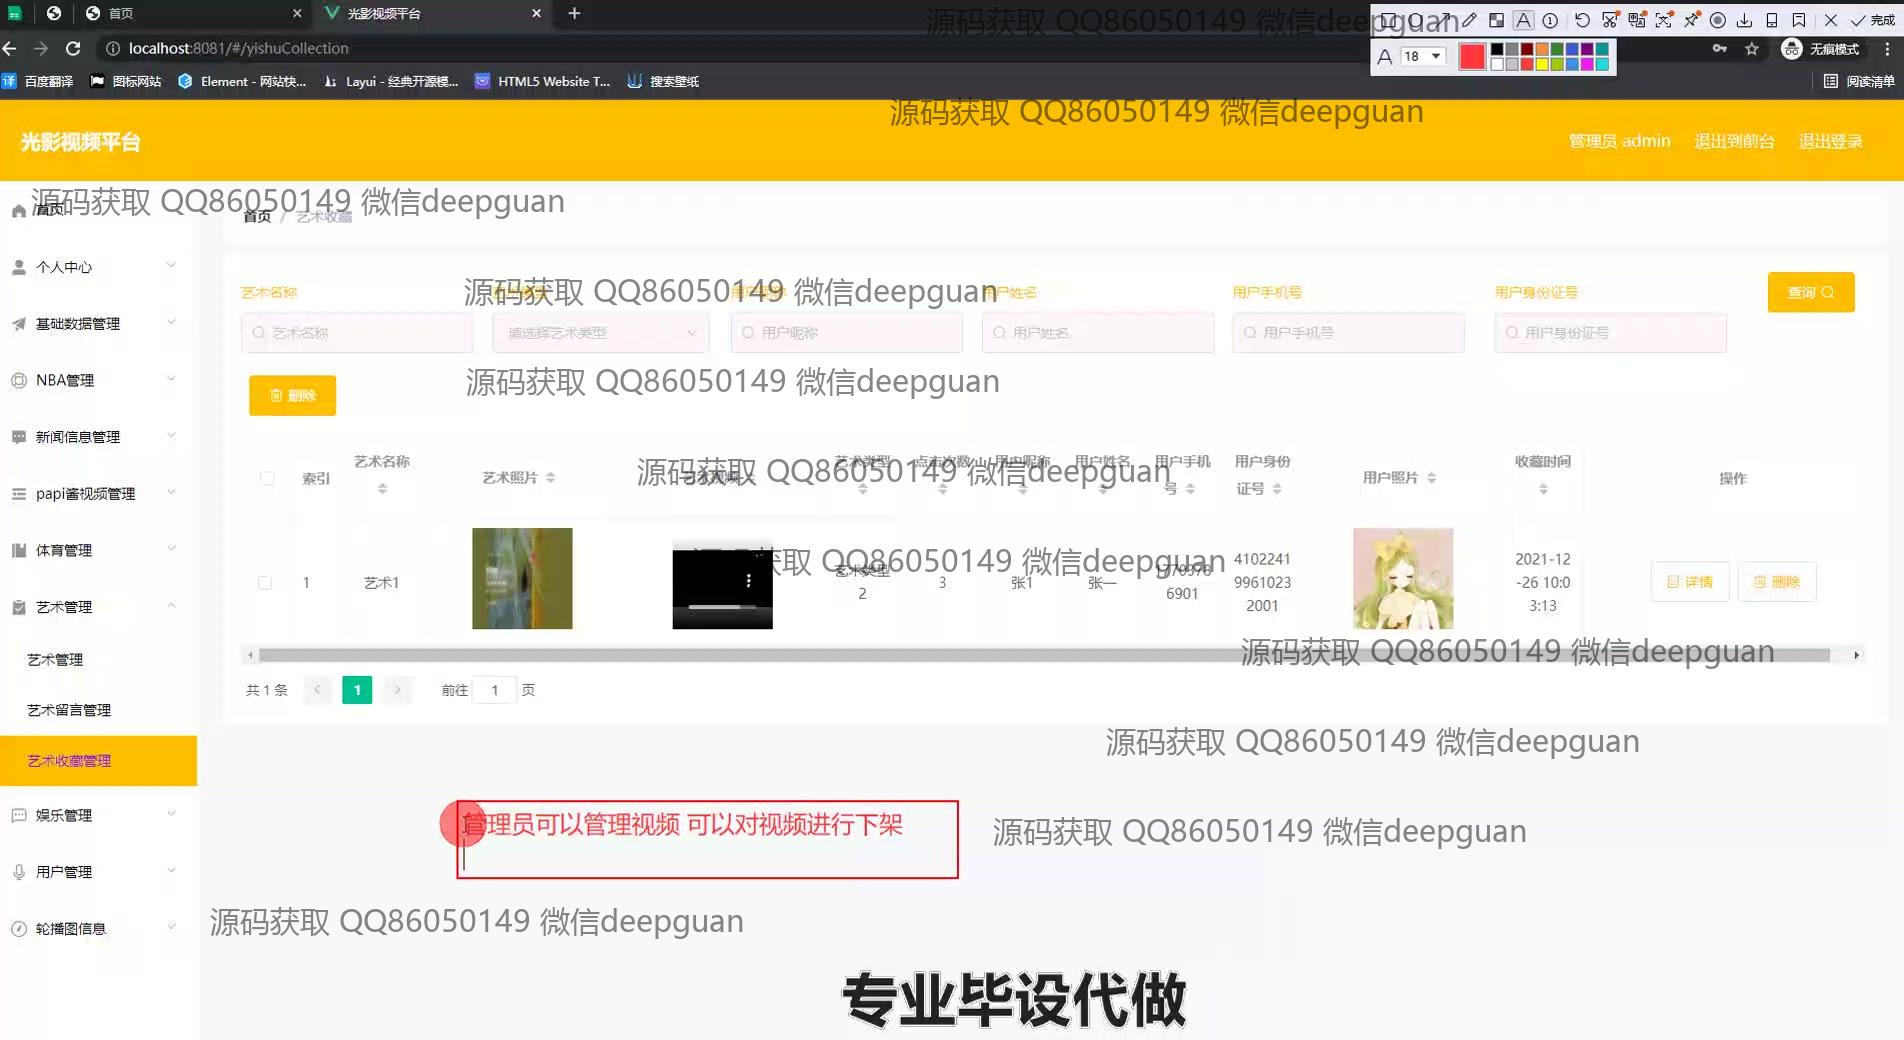 首页
光影视频平台
源码获取 QQ86050149 微信deepguan
完成
localhost:8081/#/yishuCollection
A 18
无痕模式
百度翻译 图标网站 Element - 网站快... Layui - 经典开源模... HTML5 Website T... 搜索壁纸
阅读清单
源码获取 QQ86050149 微信deepguan
光影视频平台
管理员 admin 退出到前台 退出登录
源码获取 QQ86050149 微信deepguan
首页
首页 / 艺术收藏
个人中心
基础数据管理
NBA管理
新闻信息管理
papi酱视频管理
体育管理
艺术管理
艺术管理
艺术留言管理
艺术收藏管理
娱乐管理
用户管理
轮播图信息
源码获取 QQ86050149 微信deepguan
艺术名称 用户姓名 用户手机号 用户身份证号
查询
艺术名称 请选择艺术类型 用户昵称 用户姓名 用户手机号 用户身份证号
源码获取 QQ86050149 微信deepguan
删除
源码获取 QQ86050149 微信deepguan
索引 艺术名称 艺术照片 艺术类型 点击次数 用户昵称 用户姓名 用户手机号 用户身份证号 用户照片 收藏时间 操作
源码获取 QQ86050149 微信deepguan
1 艺术1 艺术类型2 3 张1 张一 6901 410224199610232001 2021-12-26 10:03:13 详情 删除
源码获取 QQ86050149 微信deepguan
共 1 条 1 前往 1 页
源码获取 QQ86050149 微信deepguan
管理员可以管理视频 可以对视频进行下架
源码获取 QQ86050149 微信deepguan
源码获取 QQ86050149 微信deepguan
专业毕设代做